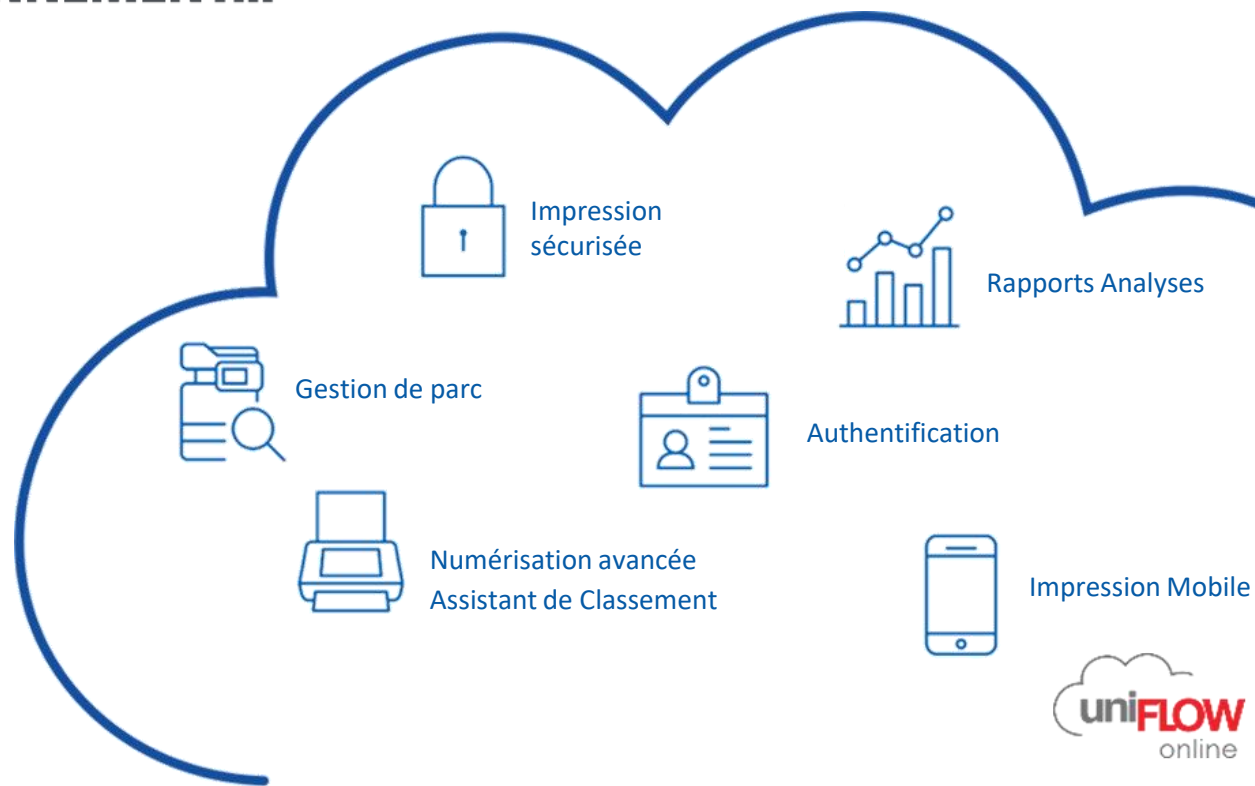 Impression
sécurisée
Rapports Analyses
Gestion de parc
Authentification
Numérisation avancée
Assistant de Classement
Impression Mobile
uniFLOW
online